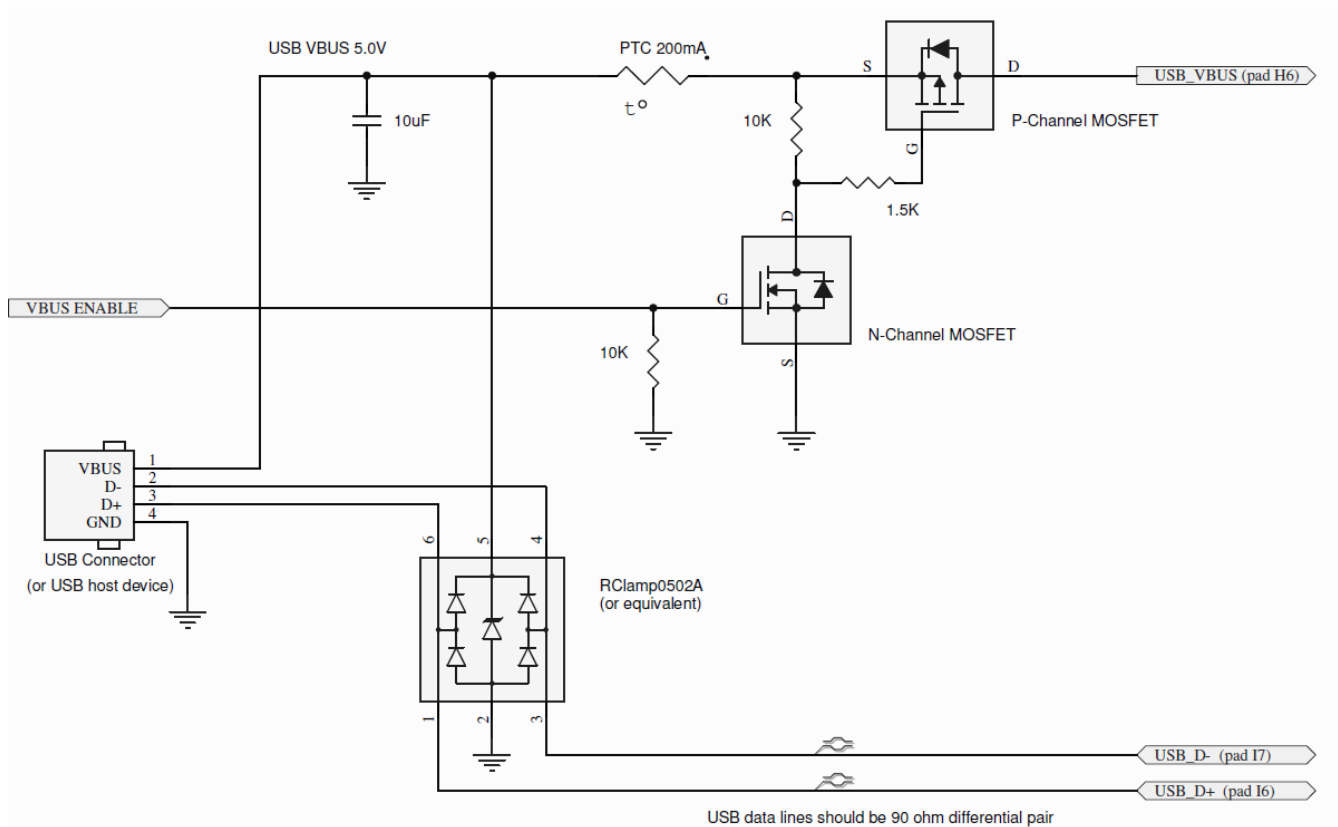 USB VBUS 5.0V
PTC 200mA
t°
S
D
USB_VBUS (pad H6)
10uF
10K
P-Channel MOSFET
G
1.5K
D
VBUS ENABLE
G
N-Channel MOSFET
10K
S
VBUS
1
D-
2
D+
3
GND
4
USB Connector
(or USB host device)
6
5
4
RClamp0502A
(or equivalent)
1
2
3
USB_D- (pad I7)
USB_D+ (pad I6)
USB data lines should be 90 ohm differential pair